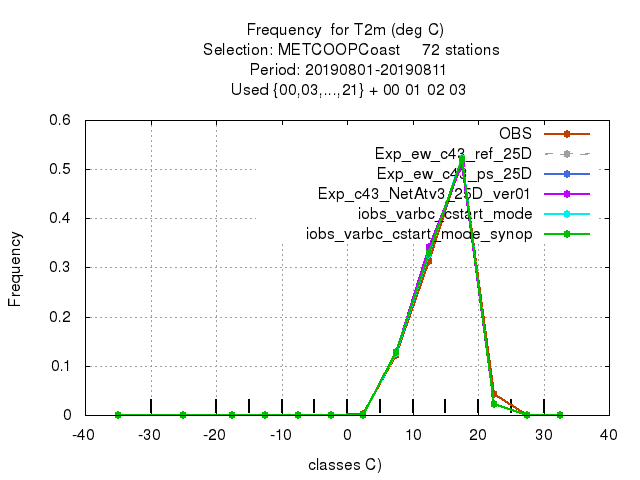 Frequency  for T2m (deg C)
Selection: METCOOPCoast     72 stations
Period: 20190801-20190811
Used {00,03,...,21} + 00 01 02 03
OBS
Exp_ew_c43_ref_25D
Exp_ew_c43_ps_25D
Exp_c43_NetAtv3_25D_ver01
iobs_varbc_cstart_mode
iobs_varbc_cstart_mode_synop
Frequency
0.6
0.5
0.4
0.3
0.2
0.1
0
-40 -30 -20 -10 0 10 20 30 40
classes C)